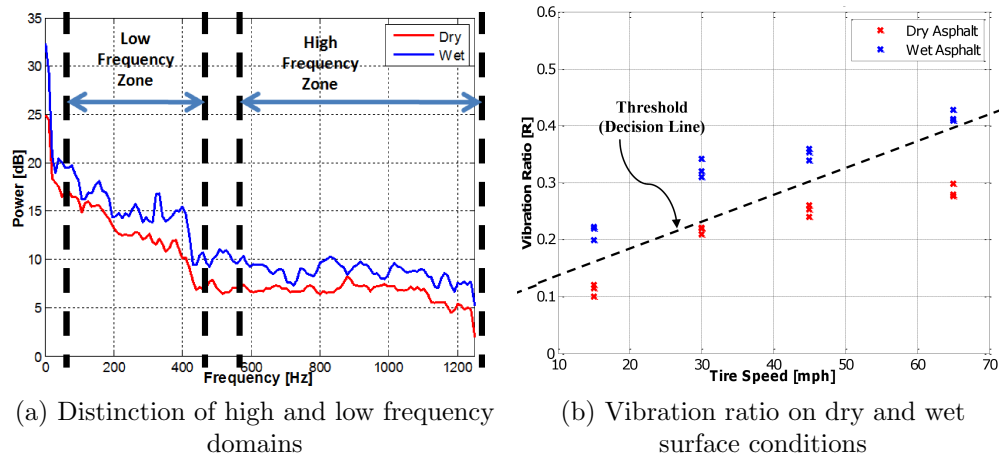 35
30
25
20
15
10
5
0
Power [dB]
0
200
400
600
800
1000
1200
Frequency [Hz]
Low
Frequency
Zone
High
Frequency
Zone
Dry
Wet
(a) Distinction of high and low frequency
domains
0.6
0.5
0.4
0.3
0.2
0.1
0
Vibration Ratio [R]
10
20
30
40
50
60
70
Tire Speed [mph]
Threshold
(Decision Line)
Dry Asphalt
Wet Asphalt
(b) Vibration ratio on dry and wet
surface conditions